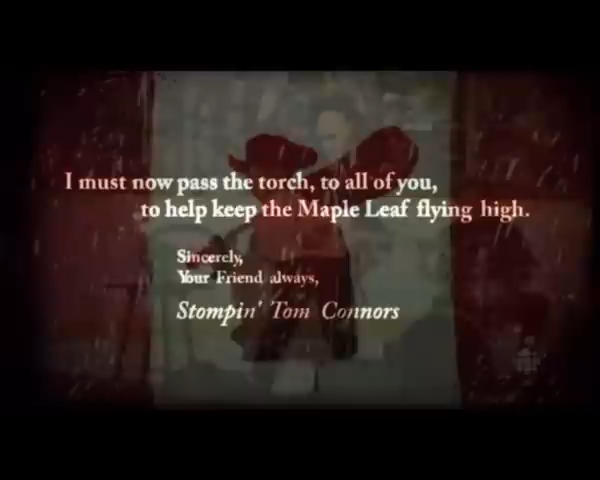 I must now pass the torch, to all of you,
to help keep the Maple Leaf flying high.
Sincerely,
Your Friend always,
Stompin' Tom Connors